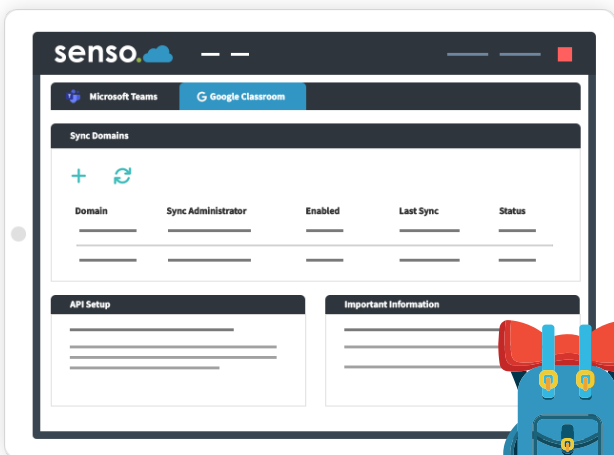 senso.
Microsoft Teams
Google Classroom
Sync Domains
Domain Sync Administrator Enabled Last Sync Status
API Setup
Important Information